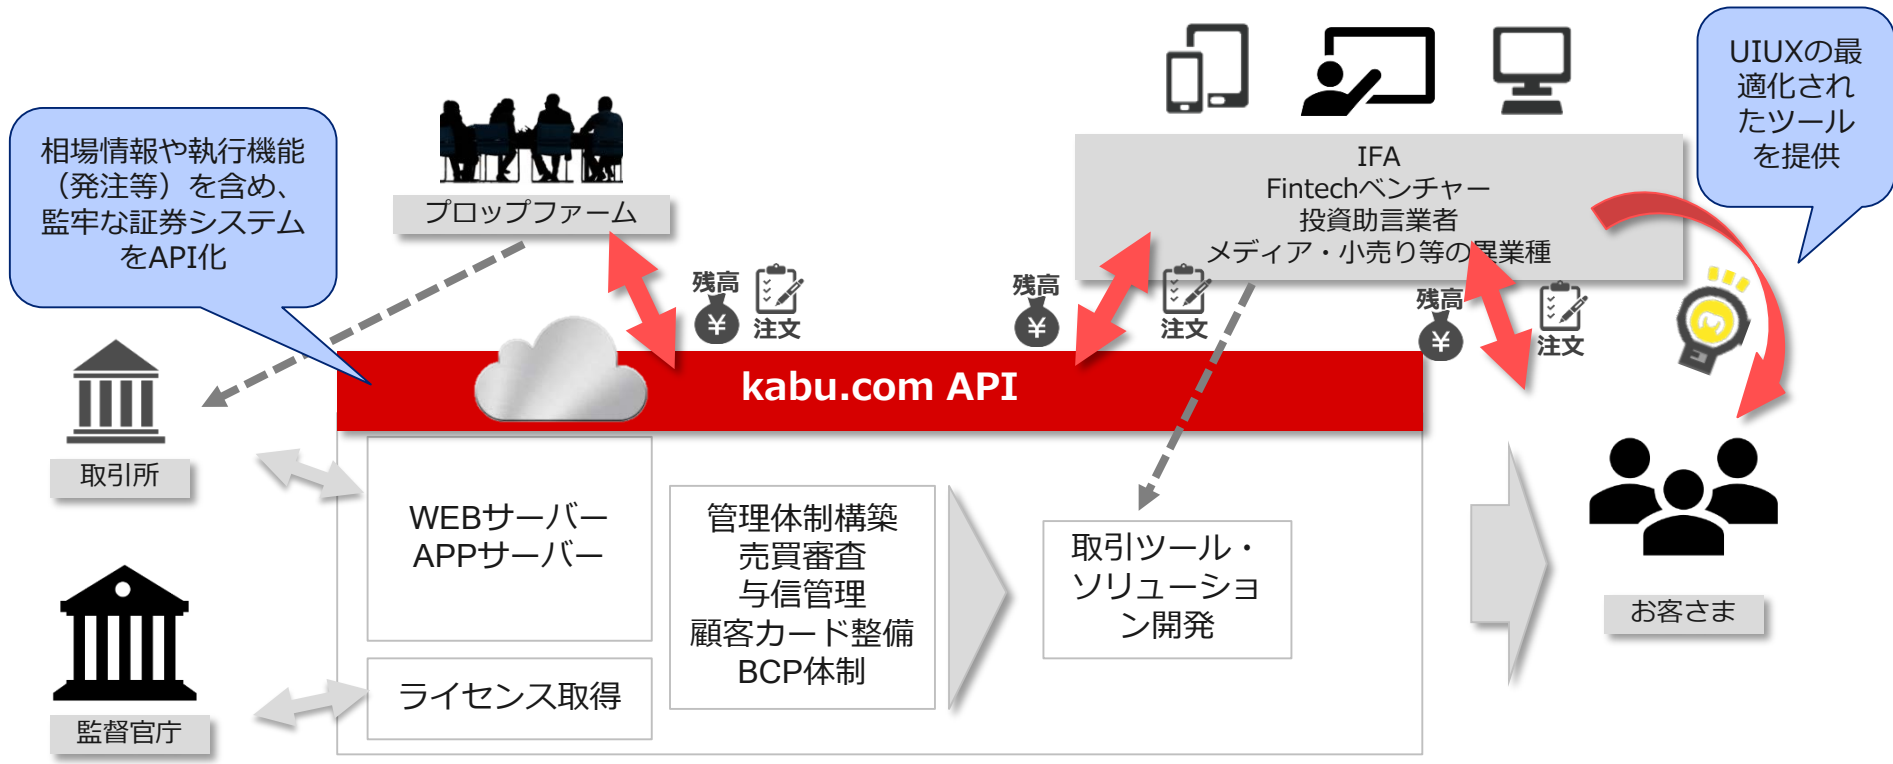 UIUXの最
適化され
たツール
を提供
相場情報や執行機能
（発注等）を含め、
監牢な証券システム
をAPI化
プロップファーム
IFA
Fintechベンチャー
投資助言業者
メディア・小売り等の異業種
残高
¥
注文
残高
¥
注文
残高
¥
注文
kabu.com API
取引所
WEBサーバー
APPサーバー
管理体制構築
売買審査
与信管理
顧客カード整備
BCP体制
取引ツール・
ソリューショ
ン開発
お客さま
ライセンス取得
監督官庁